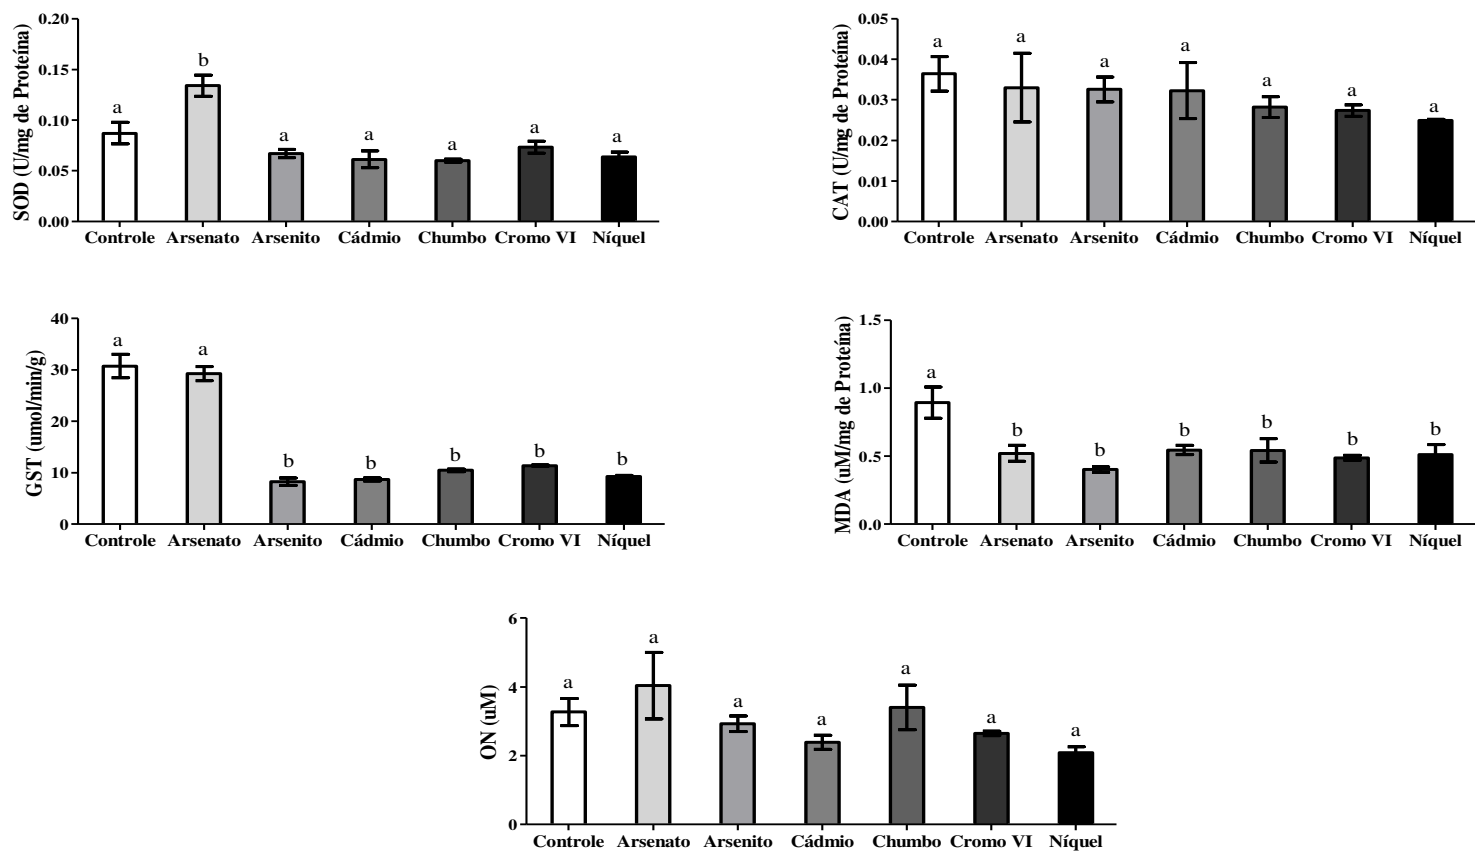 SOD (U/mg de Proteína)
0.20
0.15
0.10
0.05
0.00
a
b
a
a
a
a
a
Controle Arsenato Arsenito Cádmio Chumbo Cromo VI Níquel
CAT (U/mg de Proteína)
0.05
0.04
0.03
0.02
0.01
0.00
a
a
a
a
a
a
a
Controle Arsenato Arsenito Cádmio Chumbo Cromo VI Níquel
GST (umol/min/g)
40
30
20
10
0
a
a
b
b
b
b
b
Controle Arsenato Arsenito Cádmio Chumbo Cromo VI Níquel
MDA (uM/mg de Proteína)
1.5
1.0
0.5
0.0
a
b
b
b
b
b
b
Controle Arsenato Arsenito Cádmio Chumbo Cromo VI Níquel
ON (uM)
6
4
2
0
a
a
a
a
a
a
a
Controle Arsenato Arsenito Cádmio Chumbo Cromo VI Níquel